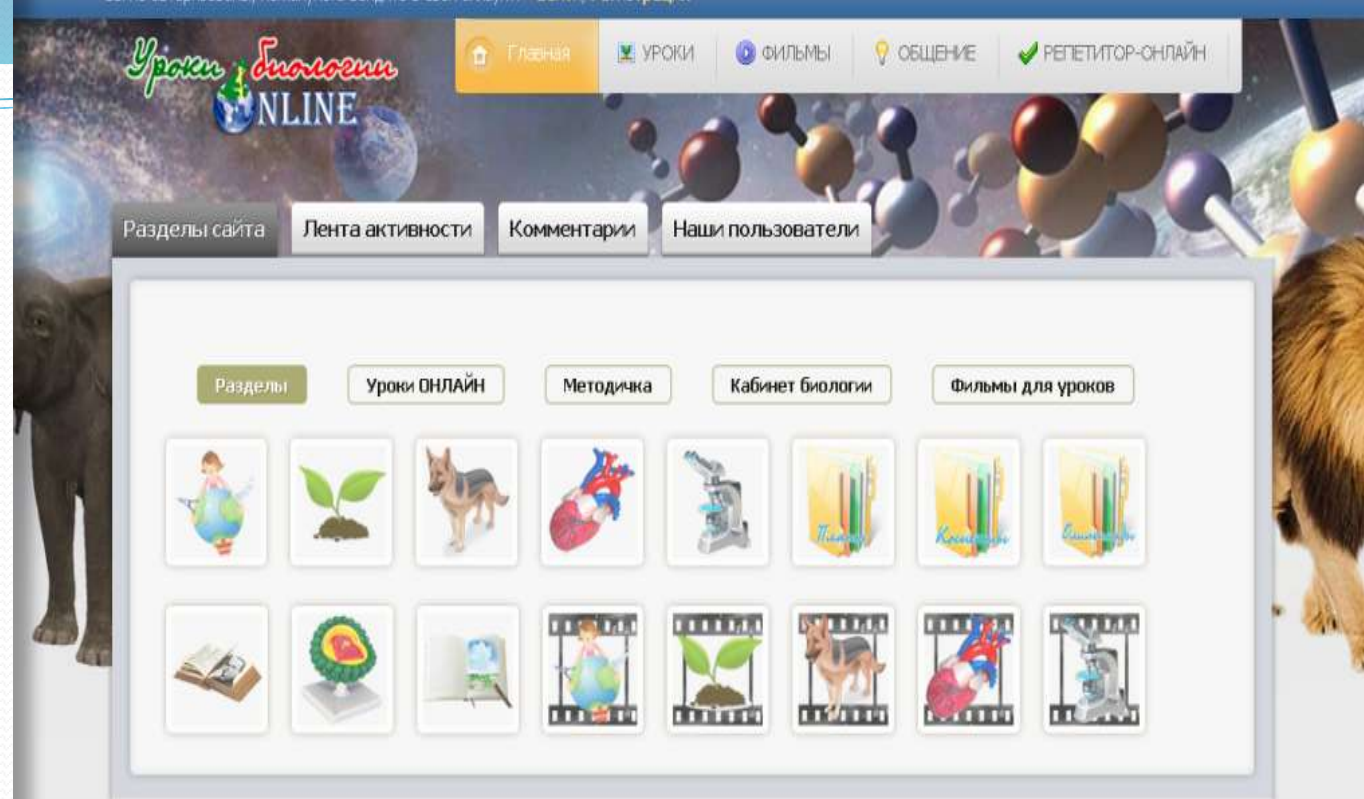 Уроки биологии
ONLINE
Главная
УРОКИ
ФИЛЬМЫ
ОБЩЕНИЕ
РЕПЕТИТОР-ОНЛАЙН
Разделы сайта
Лента активности
Комментарии
Наши пользователи
Разделы
Уроки ОНЛАЙН
Методичка
Кабинет биологии
Фильмы для уроков